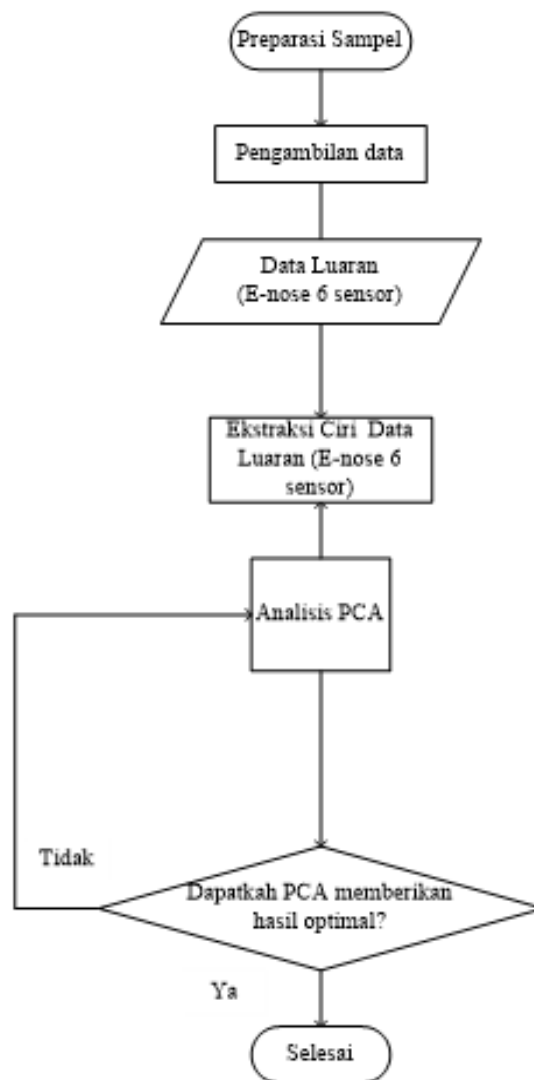 Preparasi Sampel
Pengambilan data
Data Luaran
(E-nose 6 sensor)
Ekstraksi Ciri Data
Luaran (E-nose 6
sensor)
Analisis PCA
Tidak
Dapatkah PCA memberikan
hasil optimal?
Ya
Selesai